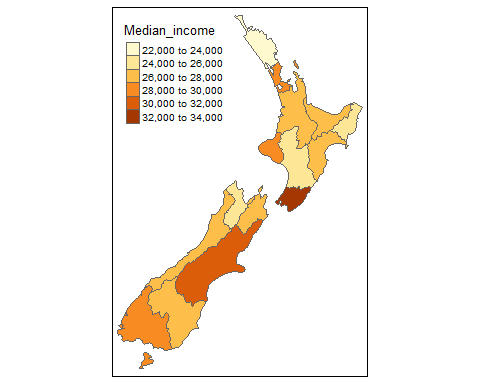 Median_income
22,000 to 24,000
24,000 to 26,000
26,000 to 28,000
28,000 to 30,000
30,000 to 32,000
32,000 to 34,000